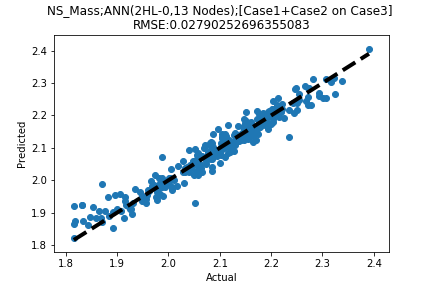 NS_Mass;ANN(2HL-0,13 Nodes);[Case1+Case2 on Case3]
RMSE:0.02790252696355083
2.4
2.3
2.2
2.1
2.0
1.9
1.8
Predicted
1.8 1.9 2.0 2.1 2.2 2.3 2.4
Actual